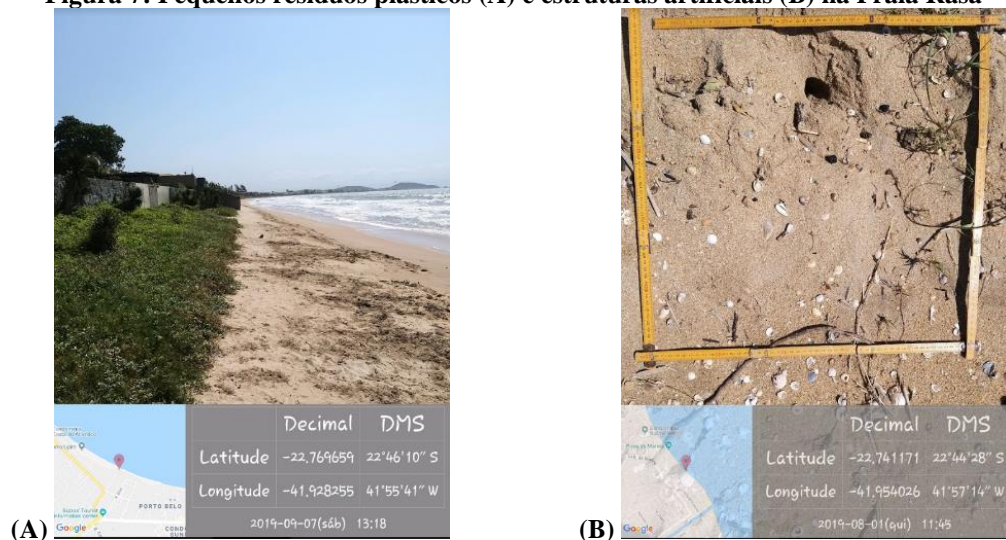 Figura 7: Pequenos resíduos plásticos (A) e estruturas artificiais (B) na Praia Rasa
Decimal DMS
Latitude -22,769659 22°46'10" S
Longitude -41,928255 41°55'41" W
2019-09-07(sáb) 13:18
PORTO SELO
Google
(A)
Decimal DMS
Latitude -22,741171 22°44'28" S
Longitude -41,954026 41°57'14" W
2019-08-01(qui) 11:45
Google
(B)